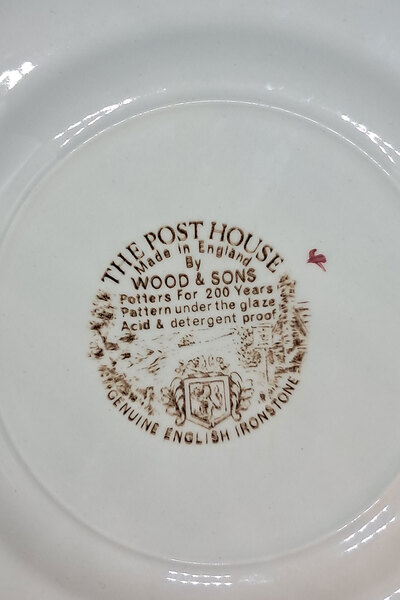 THE POST HOUSE
Made in England
By
WOOD & SONS
Potters For 200 Years
Pattern under the glaze
Acid & detergent proof
GENUINE ENGLISH IRONSTONE